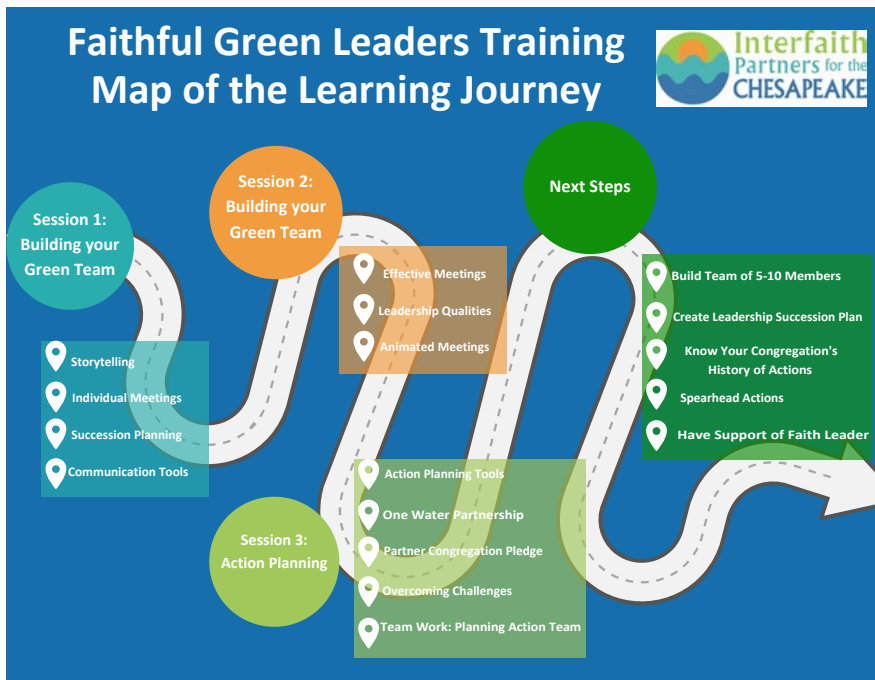 Faithful Green Leaders Training
Map of the Learning Journey
Interfaith
Partners for the
CHESAPEAKE
Session 1:
Building your
Green Team
Storytelling
Individual Meetings
Succession Planning
Communication Tools
Session 2:
Building your
Green Team
Effective Meetings
Leadership Qualities
Animated Meetings
Session 3:
Action Planning
Action Planning Tools
One Water Partnership
Partner Congregation Pledge
Overcoming Challenges
Team Work: Planning Action Team
Next Steps
Build Team of 5-10 Members
Create Leadership Succession Plan
Know Your Congregation's
History of Actions
Spearhead Actions
Have Support of Faith Leader